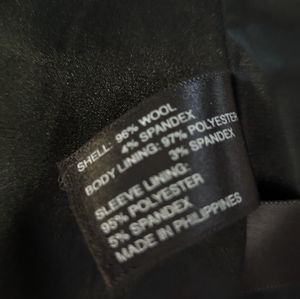 SHELL: 96% WOOL
4% SPANDEX
BODY LINING: 97% POLYESTER
3% SPANDEX
SLEEVE LINING:
95% POLYESTER
5% SPANDEX
MADE IN PHILIPPINES